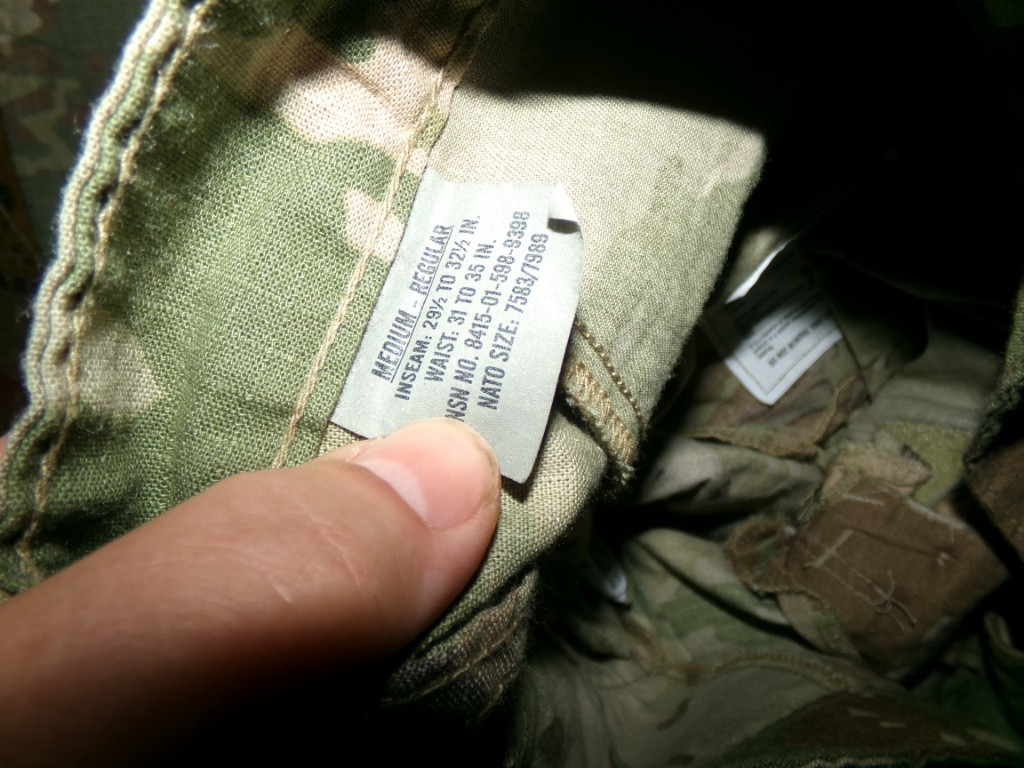 MEDIUM - REGULAR
INSEAM: 29½ TO 32½ IN.
WAIST: 31 TO 35 IN.
NSN NO. 8415-01-598-9398
NATO SIZE: 7583/7989